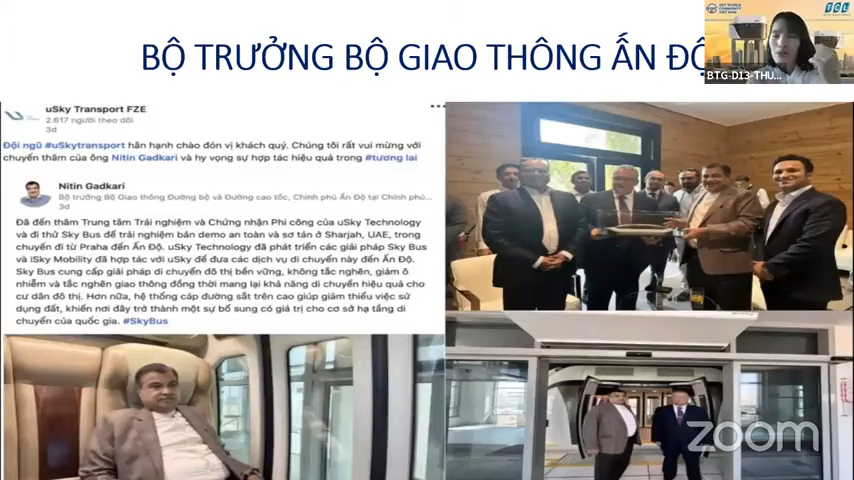 BỘ TRƯỞNG BỘ GIAO THÔNG ẤN ĐỘ
SKY WORLD
COMMUNITY
VIET NAM
TCL
BTG-D13-THU...
uSky Transport FZE
2.617 người theo dõi
3d
Đội ngũ #uSkytransport hân hạnh chào đón vị khách quý. Chúng tôi rất vui mừng với
chuyến thăm của ông Nitin Gadkari và hy vọng sự hợp tác hiệu quả trong #tương lai
Nitin Gadkari
Bộ trưởng Bộ Giao thông Đường bộ và Đường cao tốc, Chính phủ Ấn Độ tại Chính phủ...
3d
Đã đến thăm Trung tâm Trải nghiệm và Chứng nhận Phi công của uSky Technology
và đi thử Sky Bus để trải nghiệm bản demo an toàn và sơ tán ở Sharjah, UAE, trong
chuyến đi từ Praha đến Ấn Độ. uSky Technology đã phát triển các giải pháp Sky Bus
và iSky Mobility đã hợp tác với uSky để đưa các dịch vụ di chuyển này đến Ấn Độ.
Sky Bus cung cấp giải pháp di chuyển đô thị bền vững, không tắc nghẽn, giảm ô
nhiễm và tắc nghẽn giao thông đồng thời mang lại khả năng di chuyển hiệu quả cho
cư dân đô thị. Hơn nữa, hệ thống cáp đường sắt trên cao giúp giảm thiểu việc sử
dụng đất, khiến nơi đây trở thành một sự bổ sung có giá trị cho cơ sở hạ tầng di
chuyển của quốc gia. #SkyBus
zoom